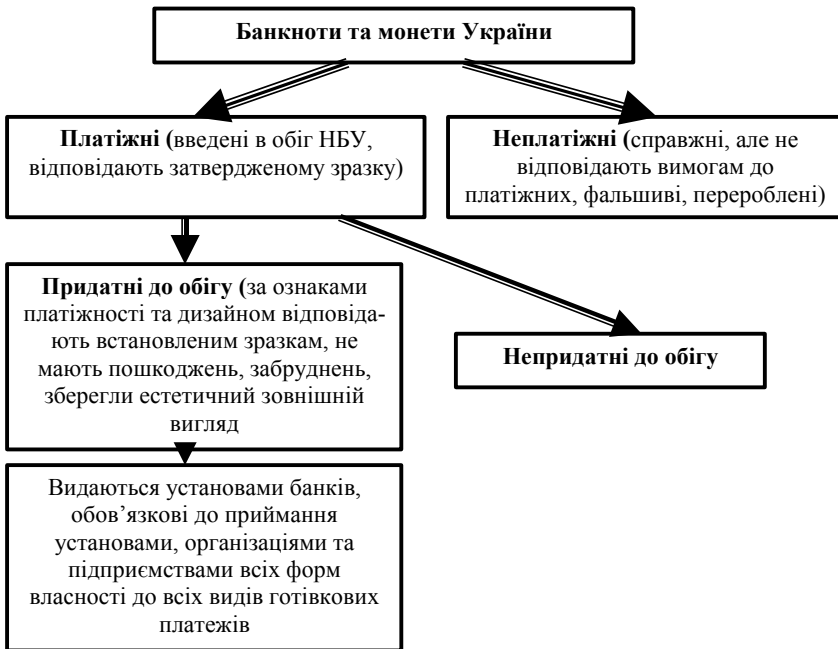 Банкноти та монети України
Платіжні (введені в обіг НБУ,
відповідають затвердженому зразку)
Неплатіжні (справжні, але не
відповідають вимогам до
платіжних, фальшиві, перероблені)
Придатні до обігу (за ознаками
платіжності та дизайном відповіда-
ють встановленим зразкам, не
мають пошкоджень, забруднень,
зберегли естетичний зовнішній
вигляд
Непридатні до обігу
Видаються установами банків,
обов’язкові до приймання
установами, організаціями та
підприємствами всіх форм
власності до всіх видів готівкових
платежів